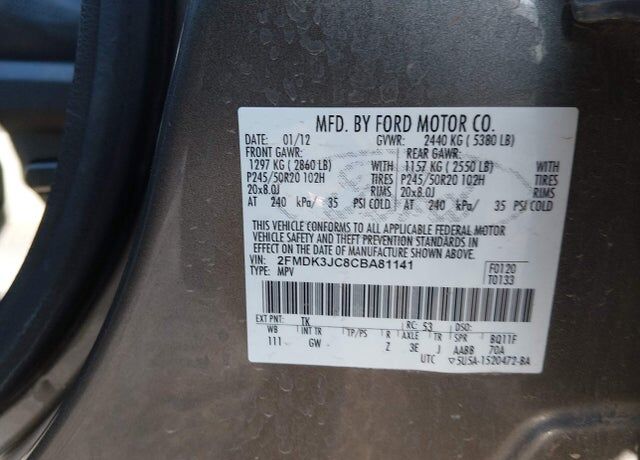 MFD. BY FORD MOTOR CO.
DATE: 01/12 GVWR: 2440 KG ( 5380 LB)
FRONT GAWR: REAR GAWR:
1297 KG ( 2860 LB) WITH 1157 KG ( 2550 LB) WITH
P245/50R20 102H TIRES P245/50R20 102H TIRES
20x8.0J RIMS 20x8.0J RIMS
AT 240 kPa/ 35 PSI COLD AT 240 kPa/ 35 PSI COLD
THIS VEHICLE CONFORMS TO ALL APPLICABLE FEDERAL MOTOR
VEHICLE SAFETY AND THEFT PREVENTION STANDARDS IN
EFFECT ON THE DATE OF MANUFACTURE SHOWN ABOVE.
VIN: 2FMDK3JC8CBA81141 F0120
TYPE: MPV T0133
EXT PNT: TK RC: 53 DSO:
WB INT TR TP/PS R AXLE TR SPR BQ11F
111 GW Z 3E J AABB 70A
UTC ▽5U5A-1520472-BA